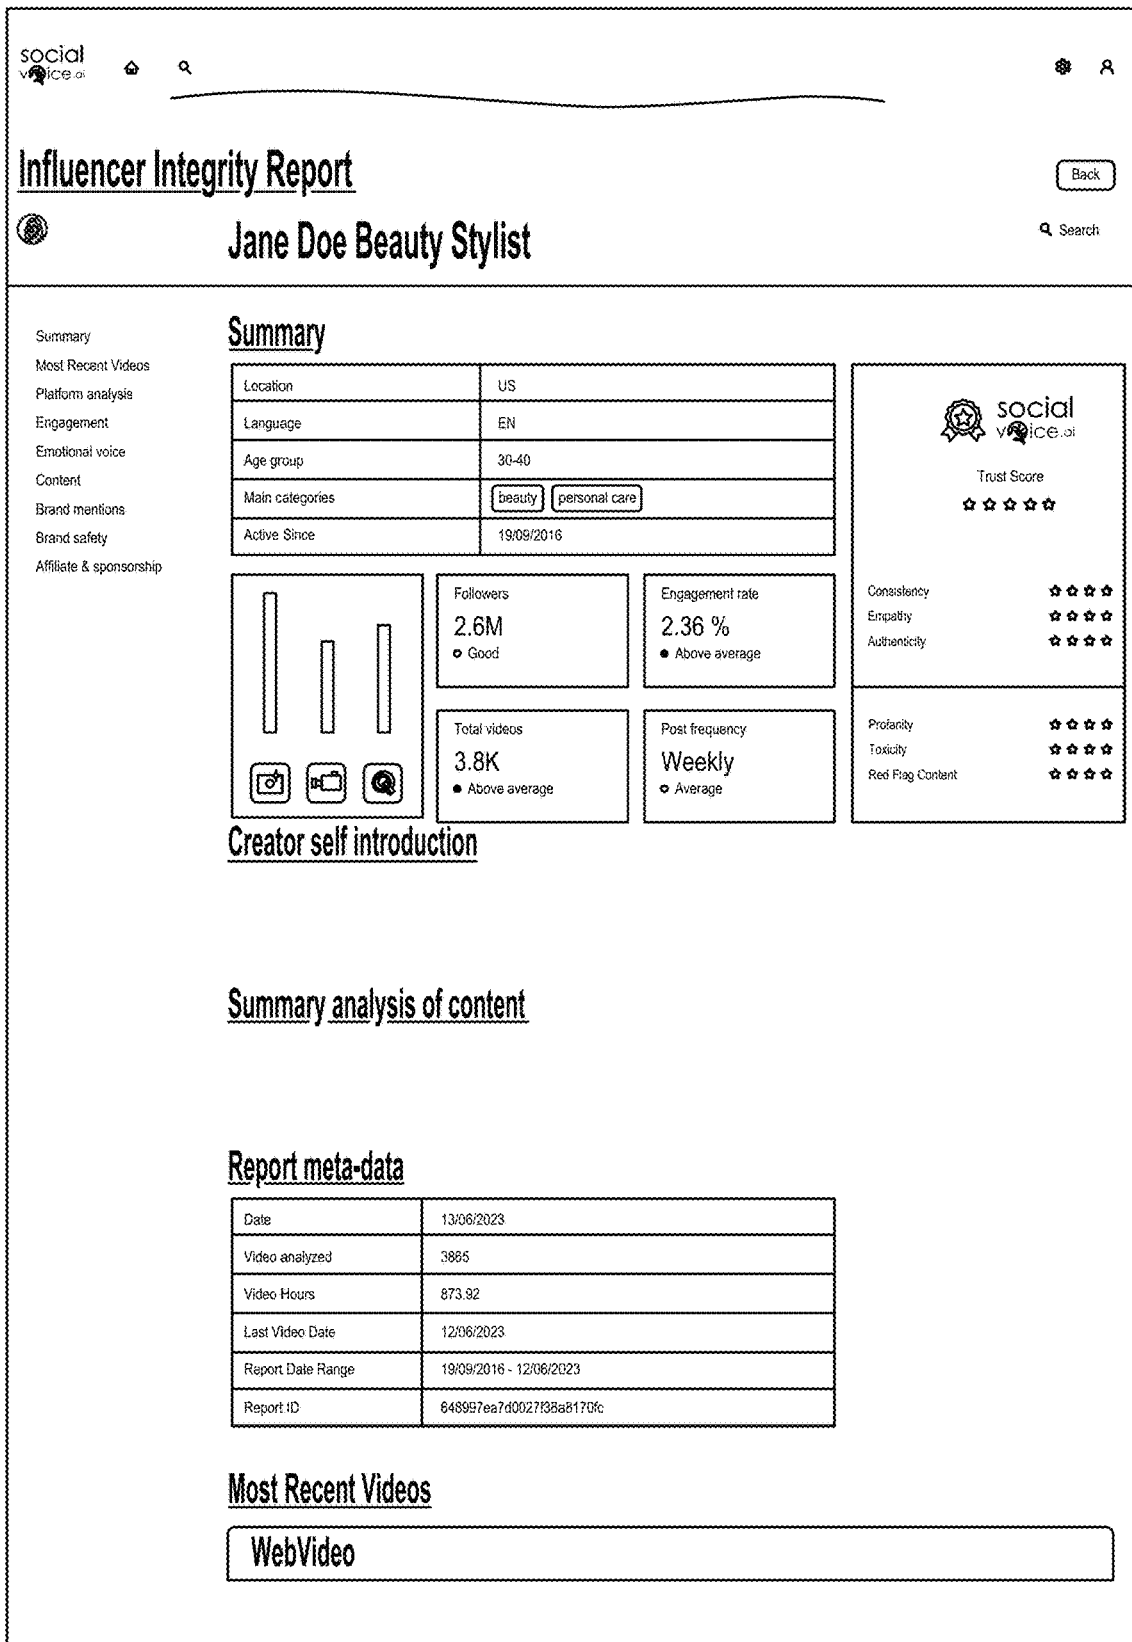 social
voice.ai
Influencer Integrity Report
Back
Jane Doe Beauty Stylist
Search
Summary
Most Recent Videos
Platform analysis
Engagement
Emotional voice
Content
Brand mentions
Brand safety
Affiliate & sponsorship
Summary
Location US
Language EN
Age group 30-40
Main categories beauty personal care
Active Since 19/09/2016
social
voice.ai
Trust Score
Consistency
Empathy
Authenticity
Profanity
Toxicity
Red Flag Content
Followers
2.6M
Good
Engagement rate
2.36 %
Above average
Total videos
3.8K
Above average
Post frequency
Weekly
Average
Creator self introduction
Summary analysis of content
Report meta-data
Date 13/06/2023
Video analyzed 3865
Video Hours 873.92
Last Video Date 12/06/2023
Report Date Range 19/09/2016 - 12/06/2023
Report ID
Most Recent Videos
WebVideo